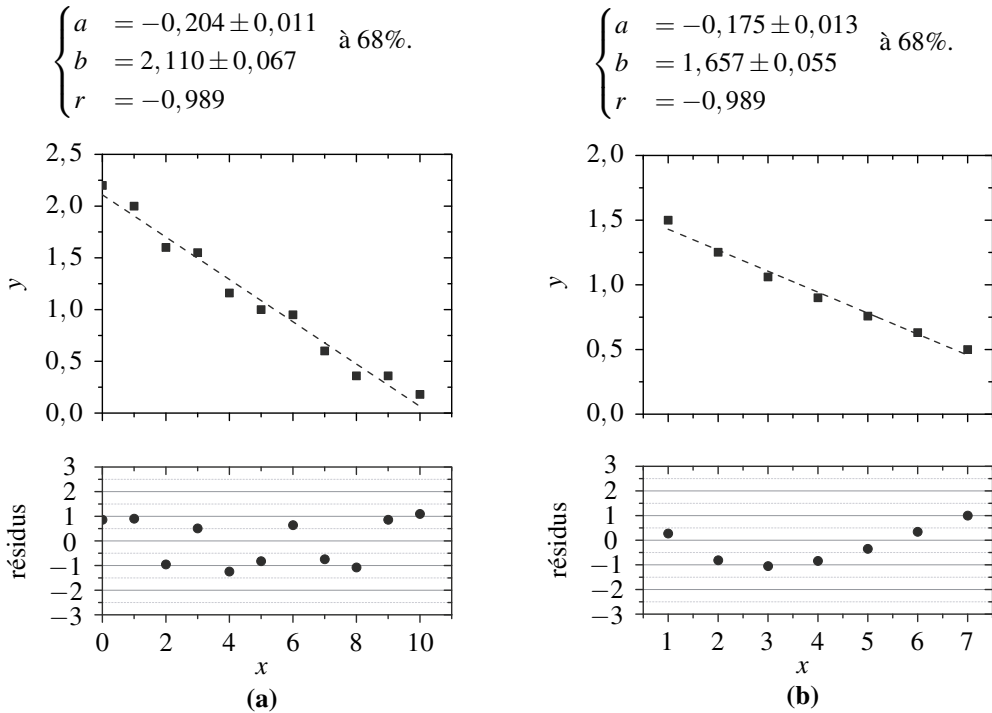 a = −0,204 ± 0,011
b = 2,110 ± 0,067
r = −0,989
à 68%.
2,5
2,0
1,5
1,0
0,5
0,0
y
3
2
1
0
−1
−2
−3
résidus
0 2 4 6 8 10
x
(a)
a = −0,175 ± 0,013
b = 1,657 ± 0,055
r = −0,989
à 68%.
2,0
1,5
1,0
0,5
0,0
y
3
2
1
0
−1
−2
−3
résidus
1 2 3 4 5 6 7
x
(b)